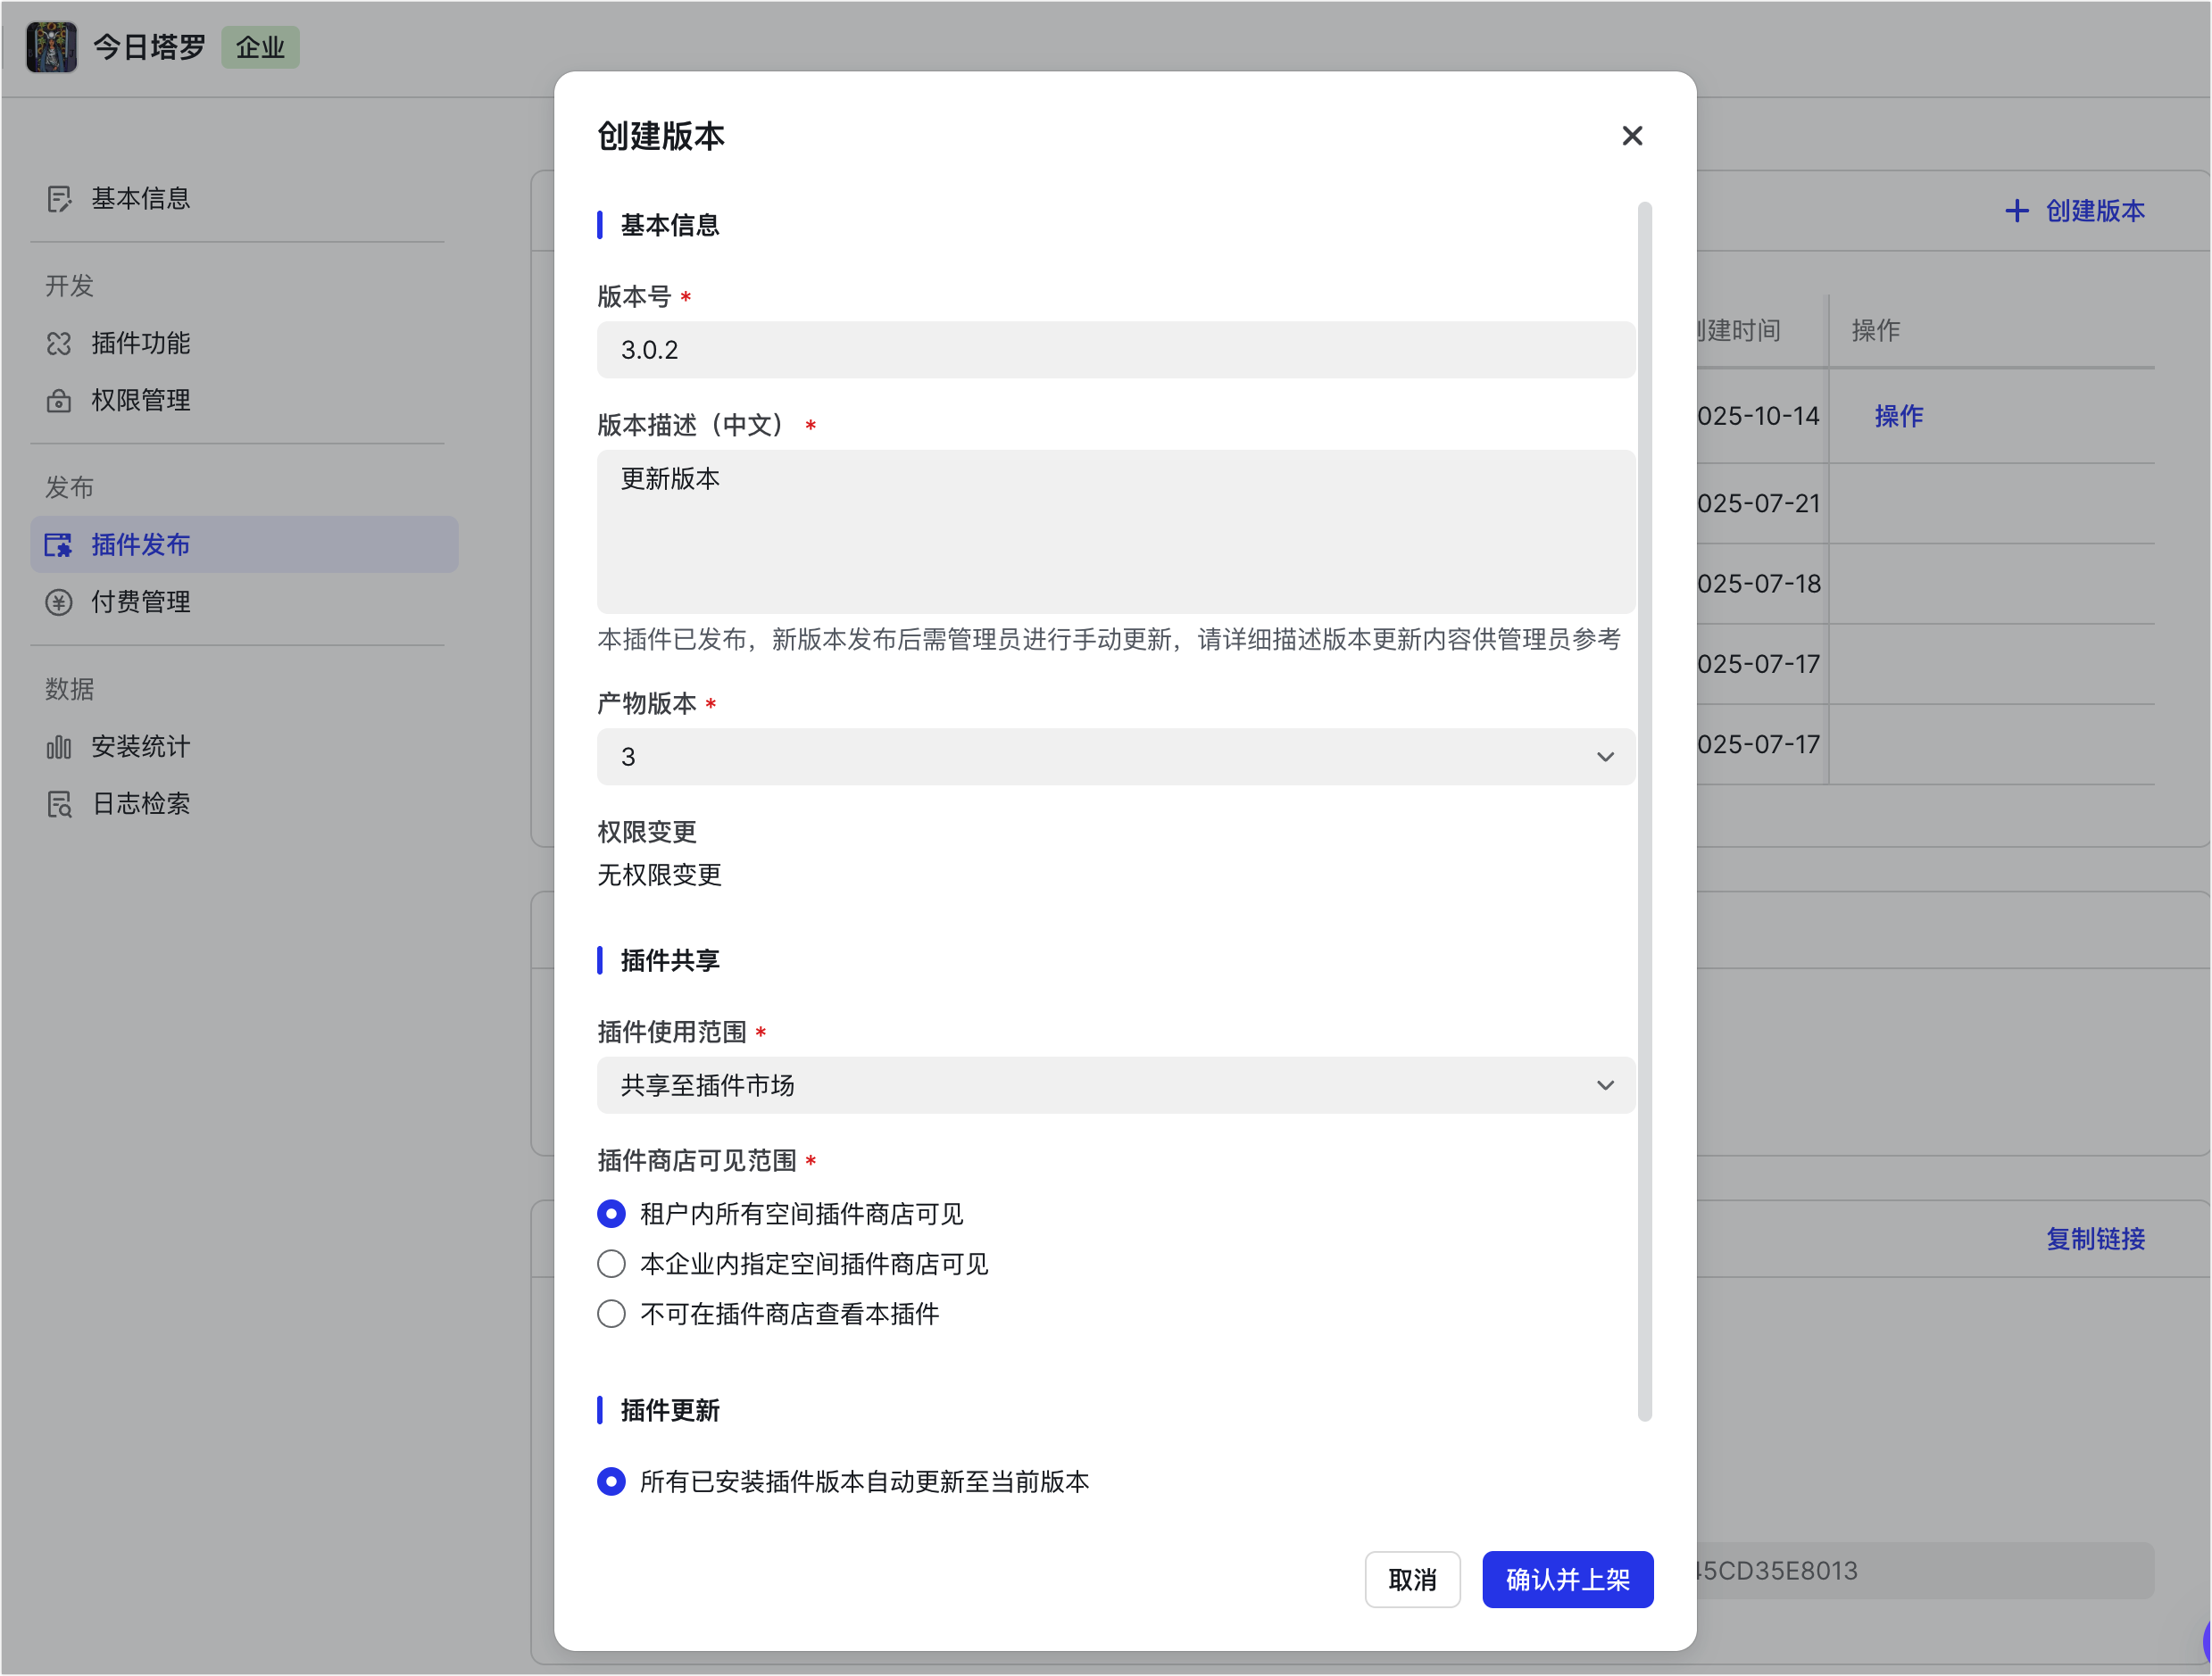 今日塔罗 企业
基本信息
开发
插件功能
权限管理
发布
插件发布
付费管理
数据
安装统计
日志检索
创建版本
基本信息
版本号 *
3.0.2
版本描述（中文） *
更新版本
本插件已发布，新版本发布后需管理员进行手动更新，请详细描述版本更新内容供管理员参考
产物版本 *
3
权限变更
无权限变更
插件共享
插件使用范围 *
共享至插件市场
插件商店可见范围 *
租户内所有空间插件商店可见
本企业内指定空间插件商店可见
不可在插件商店查看本插件
插件更新
所有已安装插件版本自动更新至当前版本
取消 确认并上架
+ 创建版本
建时间 操作
025-10-14 操作
025-07-21
025-07-18
025-07-17
025-07-17
复制链接
45CD35E8013